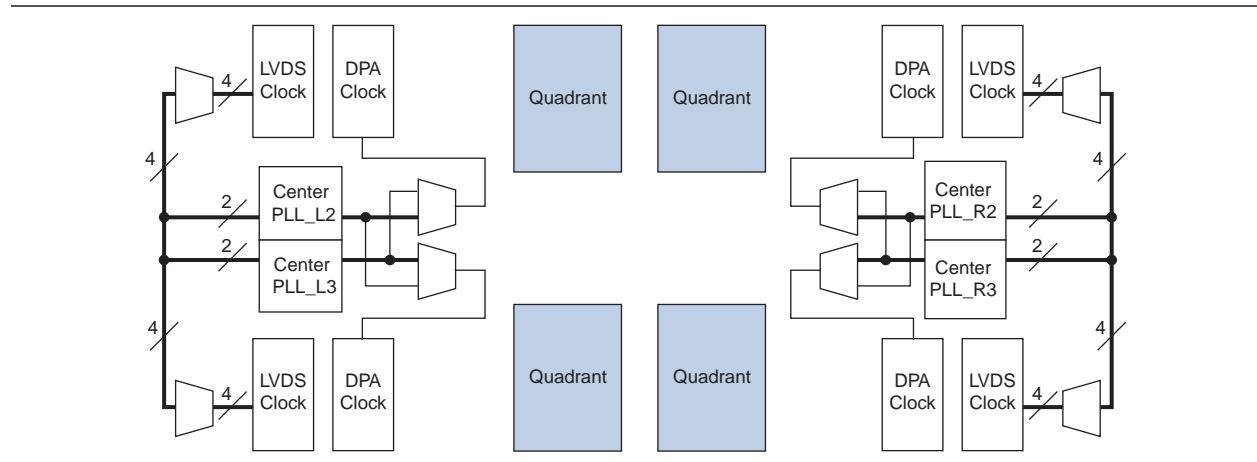 4
LVDS
Clock
DPA
Clock
Quadrant
Quadrant
DPA
Clock
LVDS
Clock
4
4
4
2
Center
PLL_L2
Center
PLL_R2
2
2
Center
PLL_L3
Center
PLL_R3
2
4
4
4
LVDS
Clock
DPA
Clock
Quadrant
Quadrant
DPA
Clock
LVDS
Clock
4